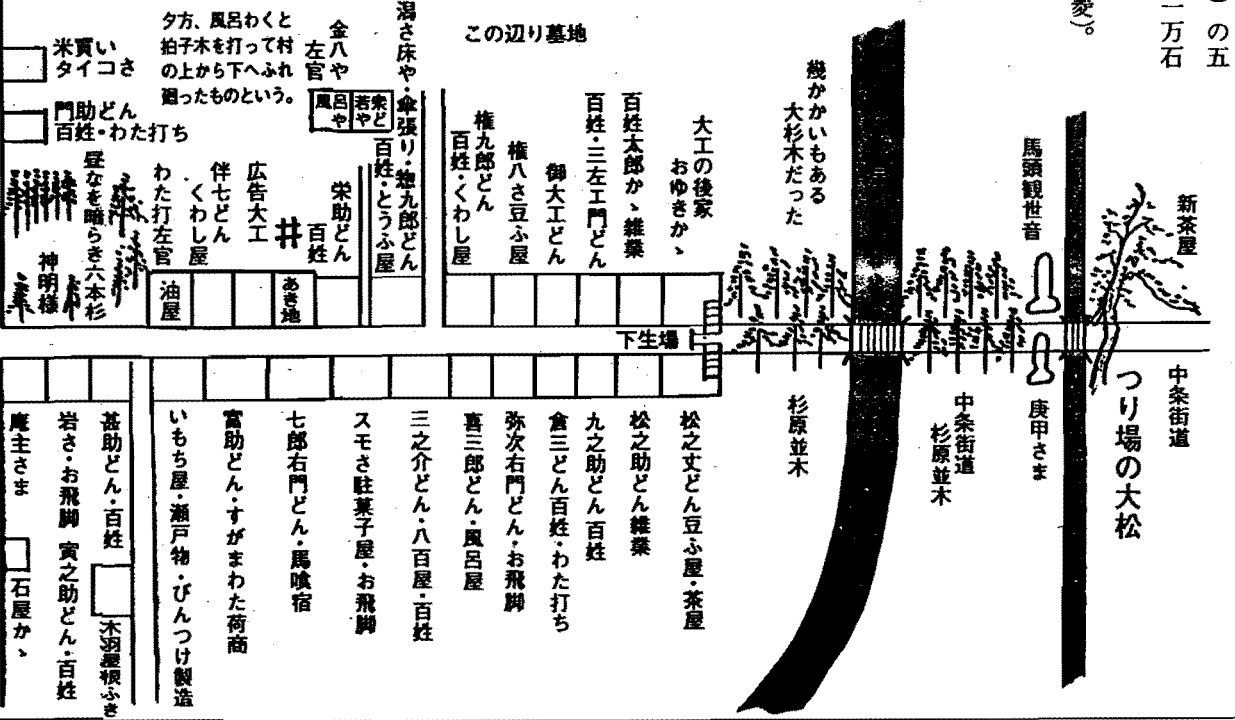 の五
一万石
変)。
新茶屋
中条街道
つり場の大松
馬頭観世音
庚甲さま
中条街道
杉原並木
幾かかいもある
大杉木だった
杉原並木
下生場
大工の後家
おゆきかゝ
百姓太郎かゝ雑業
百姓・三左エ門どん
御大工どん
権八さ豆ふ屋
権九郎どん
百姓・くわし屋
この辺り墓地
潟さ床や・傘張り・惣九郎どん
百姓・とうふ屋
金八や
左官
風呂や
若や
衆ど
栄助どん
百姓
井
あき地
広告大工
伴七どん
くわし屋
わた打左官
油屋
夕方、風呂わくと
拍子木を打って村
の上から下へふれ
廻ったものという。
米買い
タイコさ
門助どん
百姓・わた打ち
昼なを暗らき六本杉
神明様
松之丈どん豆ふ屋・茶屋
松之助どん雑業
九之助どん百姓
倉三どん百姓・わた打ち
弥次右門どん・お飛脚
喜三郎どん・風呂屋
三之介どん・八百屋・百姓
スモさ駐菓子屋・お飛脚
七郎右門どん・馬喰宿
富助どん・すがまわた荷商
いもち屋・瀬戸物・びんつけ製造
甚助どん・百姓
木羽屋根ふき
岩さ・お飛脚
寅之助どん・百姓
庵主さま
石屋かゝ